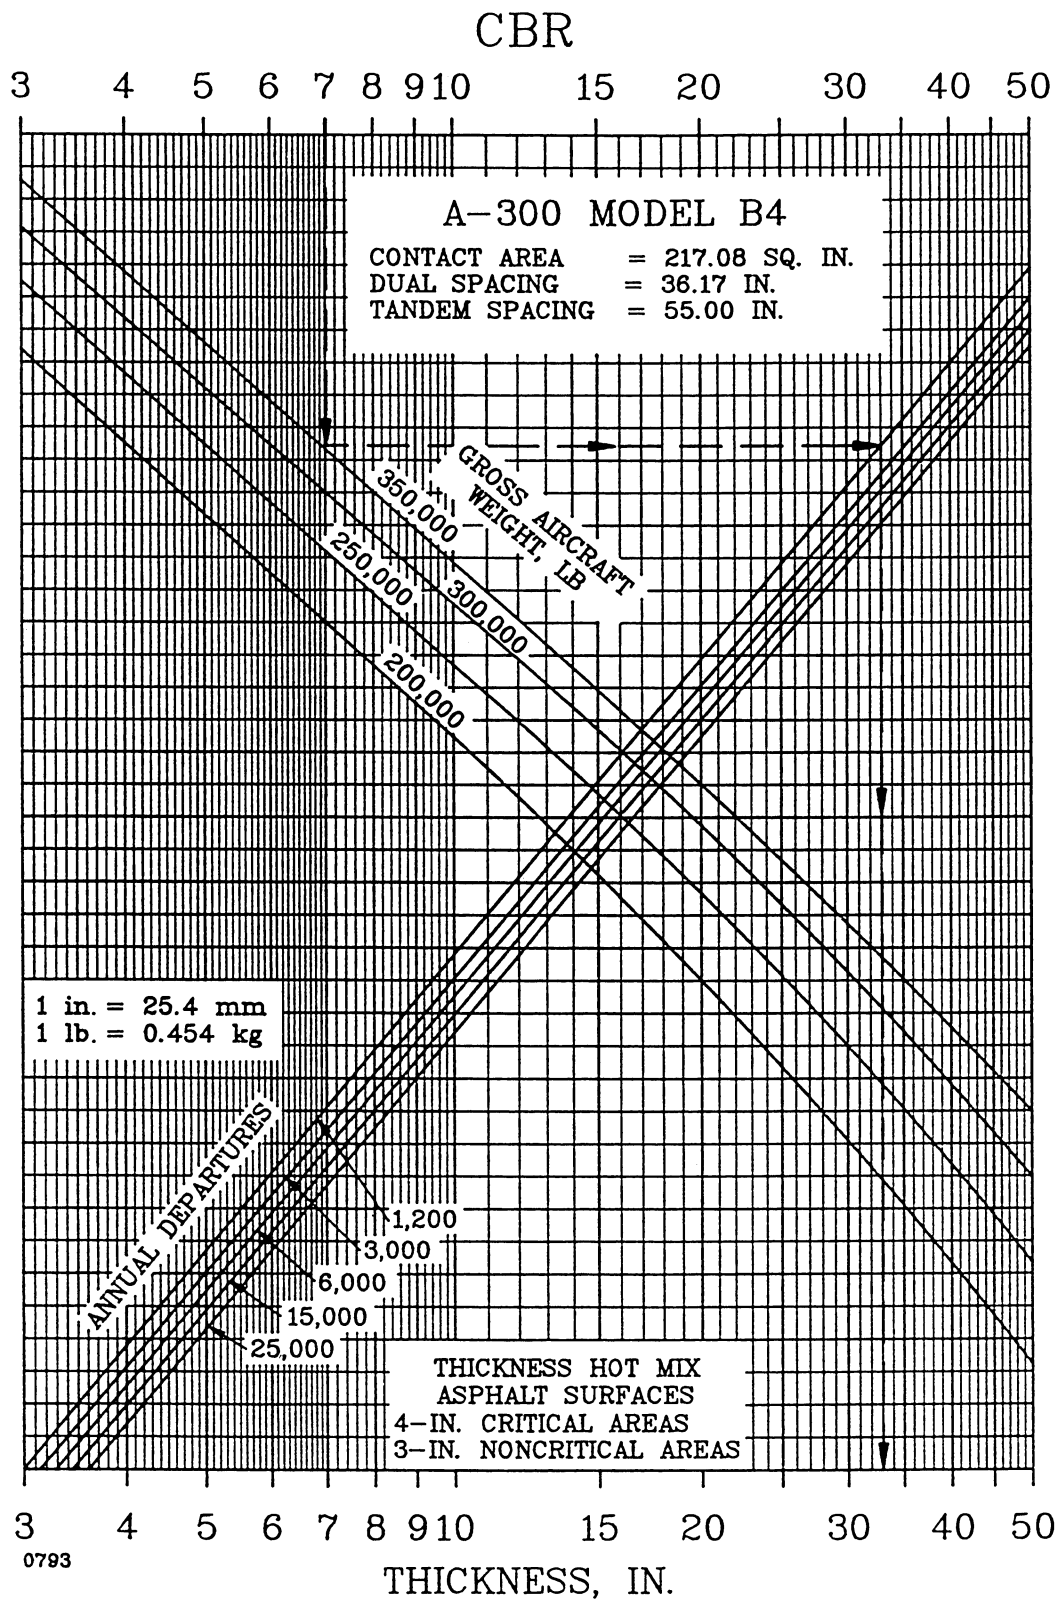 CBR
3 4 5 6 7 8 9 10 15 20 30 40 50
A-300 MODEL B4
CONTACT AREA = 217.08 SQ. IN.
DUAL SPACING = 36.17 IN.
TANDEM SPACING = 55.00 IN.
GROSS AIRCRAFT
WEIGHT, LB
350,000
300,000
250,000
200,000
1 in. = 25.4 mm
1 lb. = 0.454 kg
ANNUAL DEPARTURES
1,200
3,000
6,000
15,000
25,000
THICKNESS HOT MIX
ASPHALT SURFACES
4-IN. CRITICAL AREAS
3-IN. NONCRITICAL AREAS
3 4 5 6 7 8 9 10 15 20 30 40 50
0793
THICKNESS, IN.